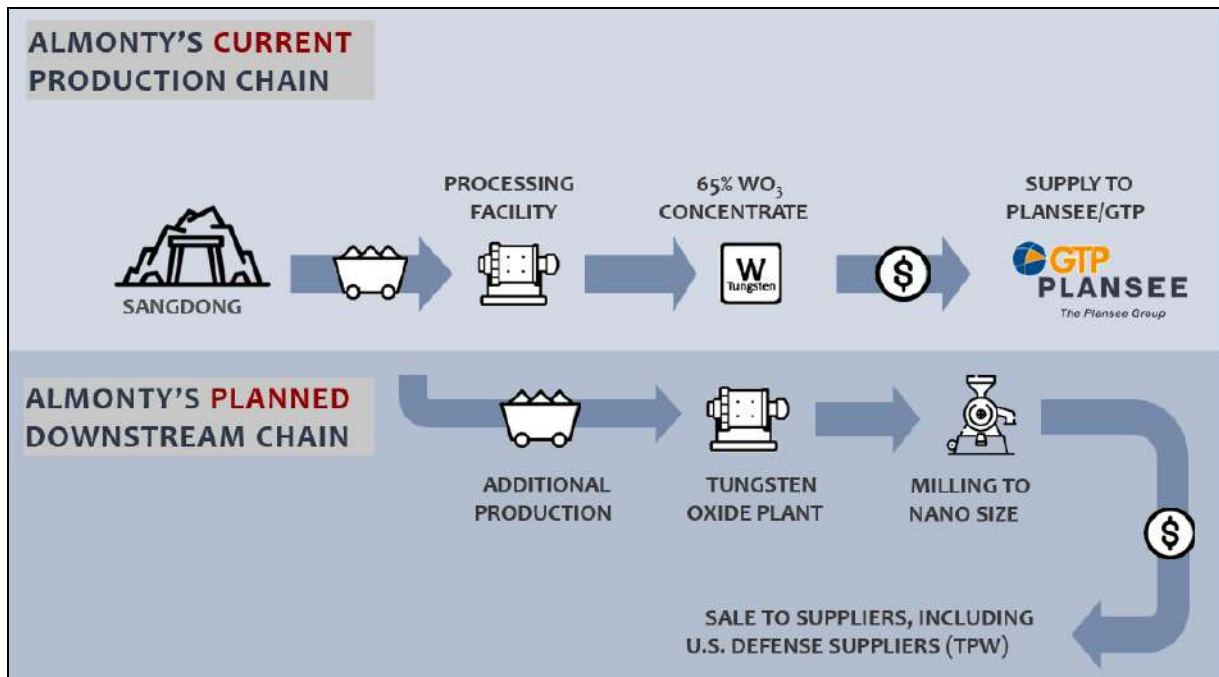 ALMONTY'S CURRENT
PRODUCTION CHAIN
PROCESSING
FACILITY
65% WO₃
CONCENTRATE
SUPPLY TO
PLANSEE/GTP
SANGDONG
W
Tungsten
$
GTP
PLANSEE
The Plansee Group
ALMONTY'S PLANNED
DOWNSTREAM CHAIN
ADDITIONAL
PRODUCTION
TUNGSTEN
OXIDE PLANT
MILLING TO
NANO SIZE
$
SALE TO SUPPLIERS, INCLUDING
U.S. DEFENSE SUPPLIERS (TPW)